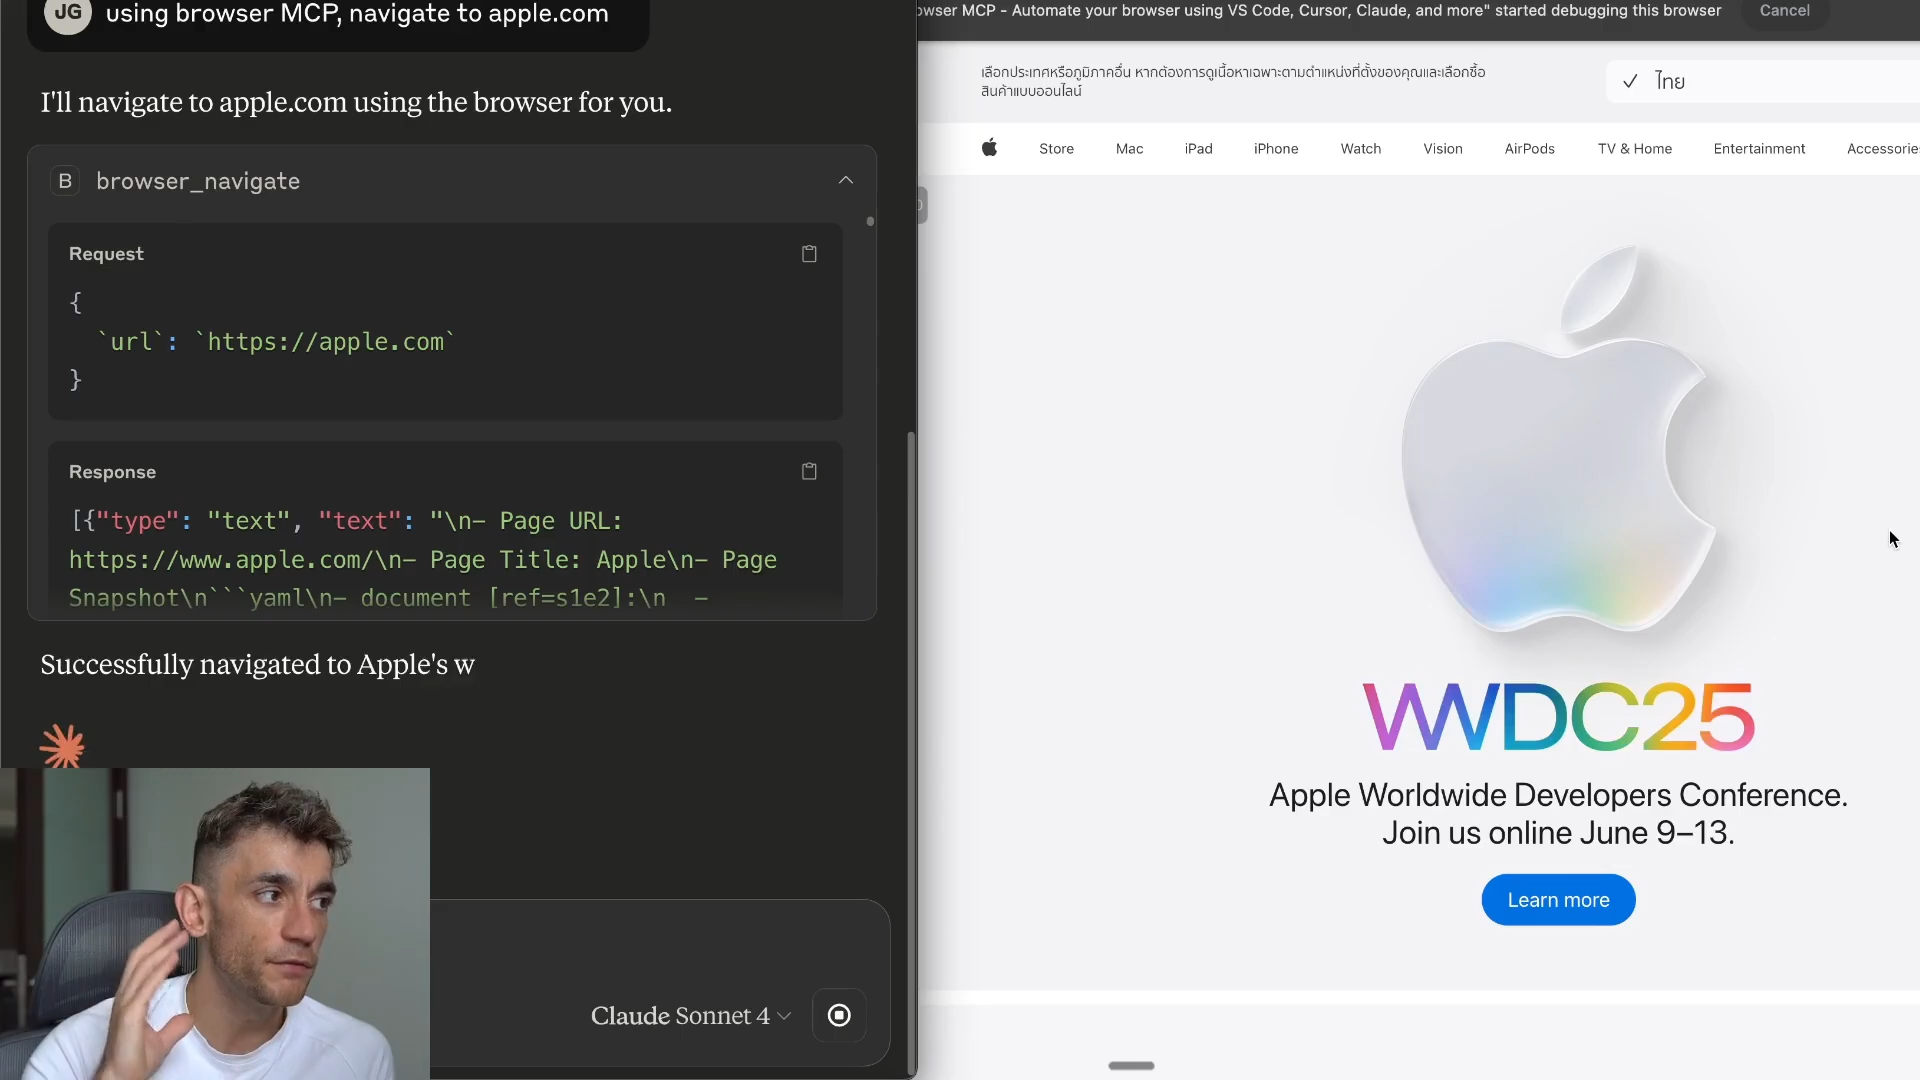 JG using browser MCP, navigate to apple.com
I'll navigate to apple.com using the browser for you.
B browser_navigate
Request
{
`url`: `https://apple.com`
}
Response
[{"type": "text", "text": "\n- Page URL:
https://www.apple.com/\n- Page Title: Apple\n- Page
Snapshot\n```yaml\n- document [ref=s1e2]:\n -
Successfully navigated to Apple's w
Claude Sonnet 4
wser MCP - Automate your browser using VS Code, Cursor, Claude, and more" started debugging this browser
Cancel
เลือกประเทศหรือภูมิภาคอื่น หากต้องการดูเนื้อหาเฉพาะตามตำแหน่งที่ตั้งของคุณและเลือกซื้อ
สินค้าแบบออนไลน์
✓ ไทย
Store Mac iPad iPhone Watch Vision AirPods TV & Home Entertainment Accessories
WWDC25
Apple Worldwide Developers Conference.
Join us online June 9–13.
Learn more